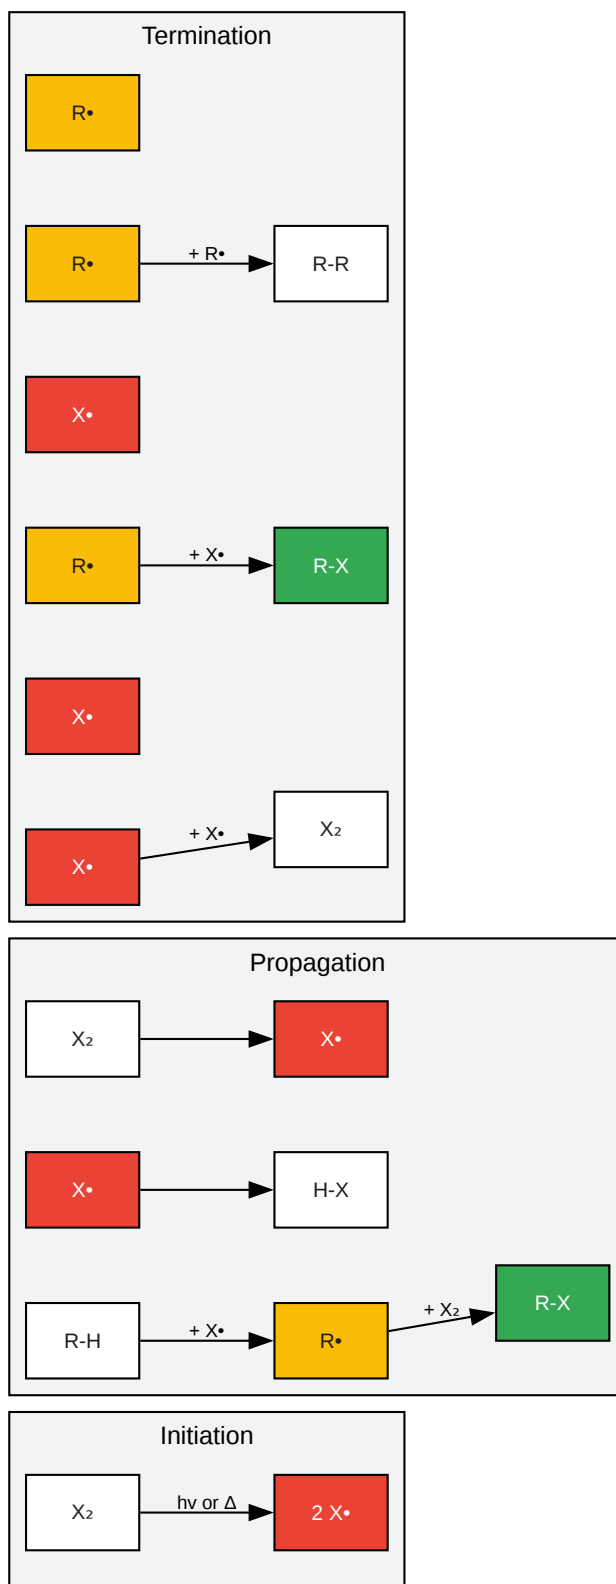 Termination
R•
R•
+ R•
R-R
X•
R•
+ X•
R-X
X•
X•
+ X•
X₂
Propagation
X₂
X•
X•
H-X
R-H
+ X•
R•
+ X₂
R-X
Initiation
X₂
hν or Δ
2 X•